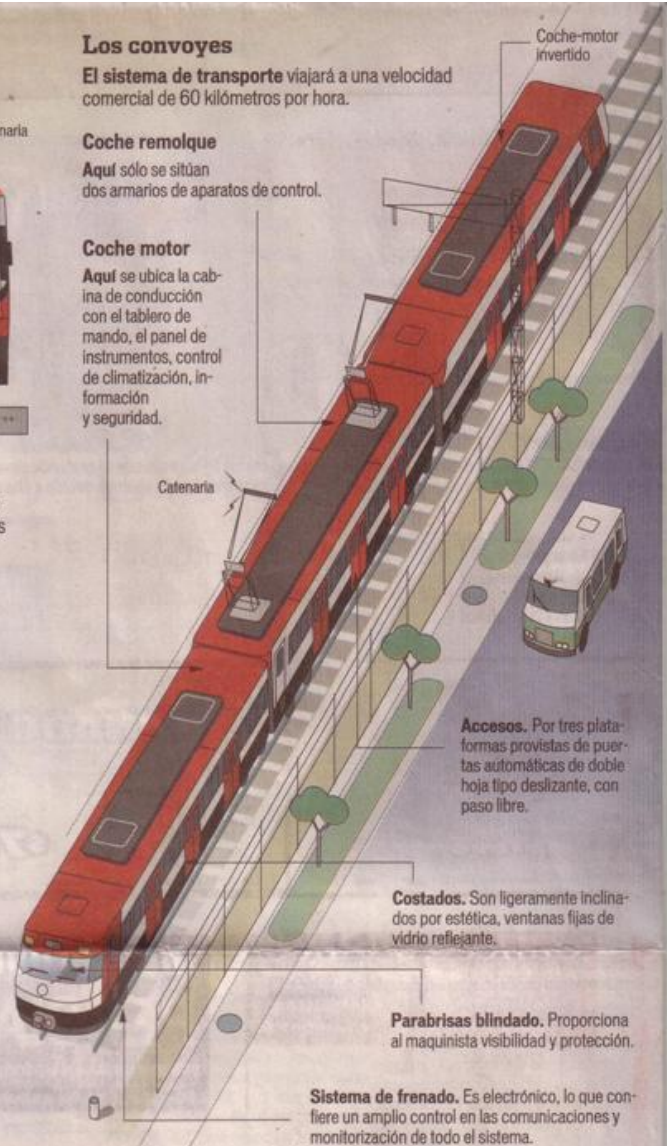 Los convoyes
El sistema de transporte viajará a una velocidad
comercial de 60 kilómetros por hora.
Coche-motor
invertido
naria
Coche remolque
Aquí sólo se sitúan
dos armarios de aparatos de control.
Coche motor
Aquí se ubica la cab-
ina de conducción
con el tablero de
mando, el panel de
instrumentos, control
de climatización, in-
formación
y seguridad.
Catenaria
s
Accesos. Por tres plata-
formas provistas de puer-
tas automáticas de doble
hoja tipo deslizante, con
paso libre.
Costados. Son ligeramente inclina-
dos por estética, ventanas fijas de
vidrio reflejante.
Parabrisas blindado. Proporciona
al maquinista visibilidad y protección.
Sistema de frenado. Es electrónico, lo que con-
fiere un amplio control en las comunicaciones y
monitorización de todo el sistema.